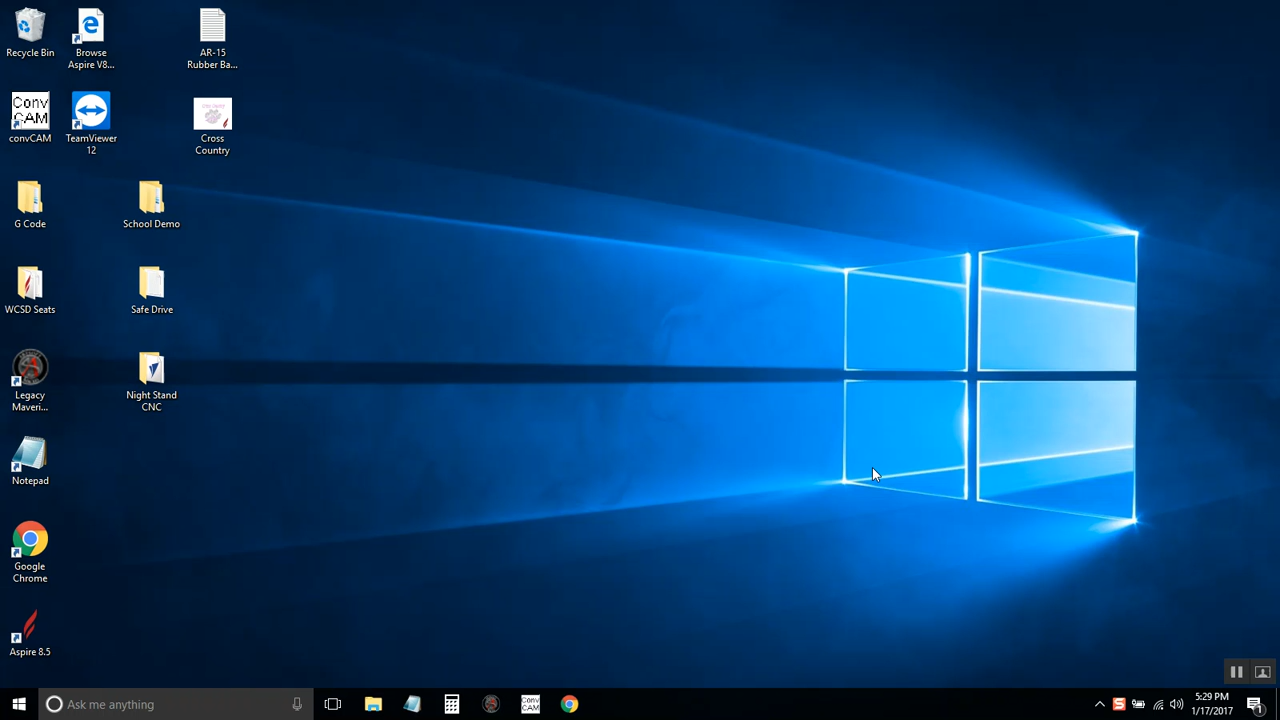 Recycle Bin
Browse
Aspire V8...
AR-15
Rubber Ba...
Conv
CAM
convCAM
TeamViewer
12
Cross
Country
G Code
School Demo
WCSD Seats
Safe Drive
Legacy
Maveri...
Night Stand
CNC
Notepad
Google
Chrome
Aspire 8.5
Ask me anything
Conv
CAM
5:29 PM
1/17/2017